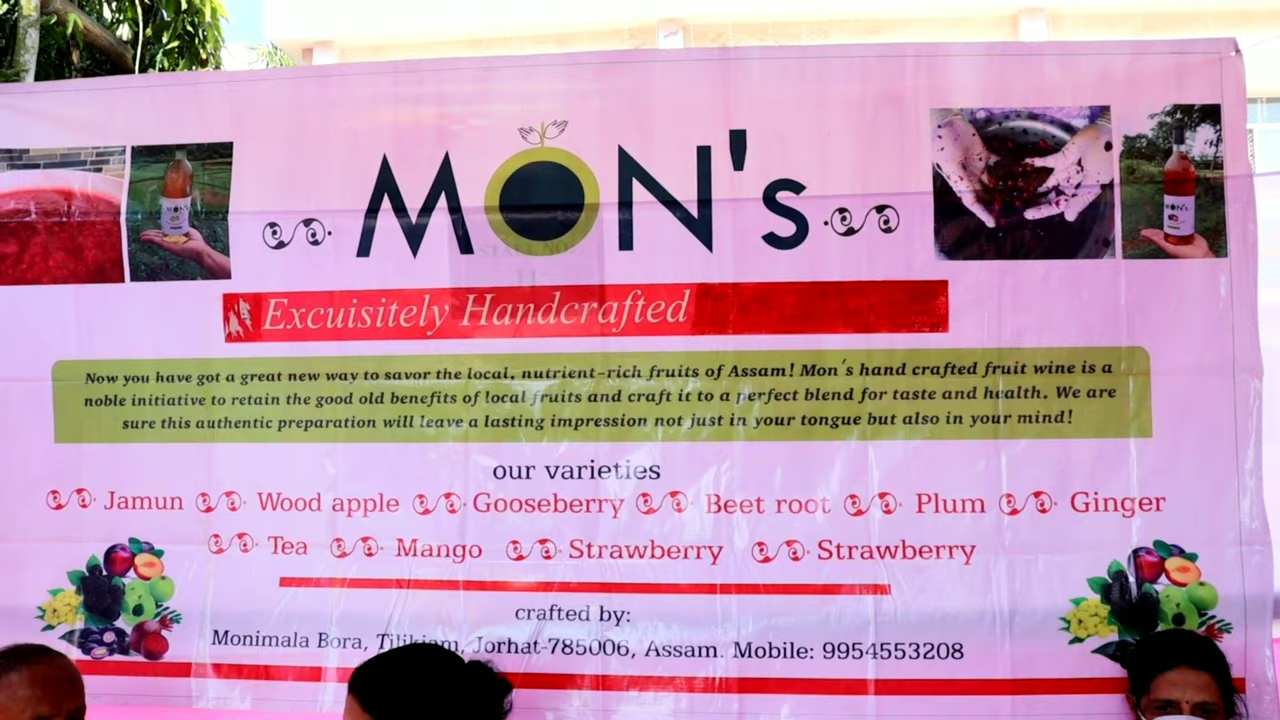 MON's
Excuisitely Handcrafted
Now you have got a great new way to savor the local, nutrient-rich fruits of Assam! Mon's hand crafted fruit wine is a
noble initiative to retain the good old benefits of local fruits and craft it to a perfect blend for taste and health. We are
sure this authentic preparation will leave a lasting impression not just in your tongue but also in your mind!
our varieties
Jamun Wood apple Gooseberry Beet root Plum Ginger
Tea Mango Strawberry Strawberry
crafted by:
Monimala Bora, Jorhat-785006, Assam. Mobile: 9954553208
MON's